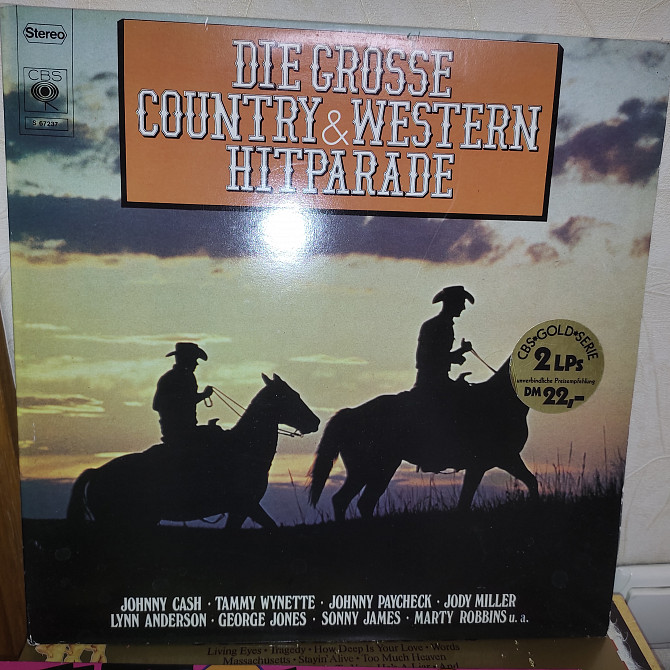 Stereo
CBS
S 67237
DIE GROSSE
COUNTRY & WESTERN
HITPARADE
CBS★GOLD★SERIE
2 LPs
unverbindliche Preisempfehlung
DM 22,-
JOHNNY CASH · TAMMY WYNETTE · JOHNNY PAYCHECK · JODY MILLER
LYNN ANDERSON · GEORGE JONES · SONNY JAMES · MARTY ROBBINS u. a.
Living Eyes · Tragedy · How Deep Is Your Love · Words
Massachusetts · Stayin' Alive · Too Much Heaven